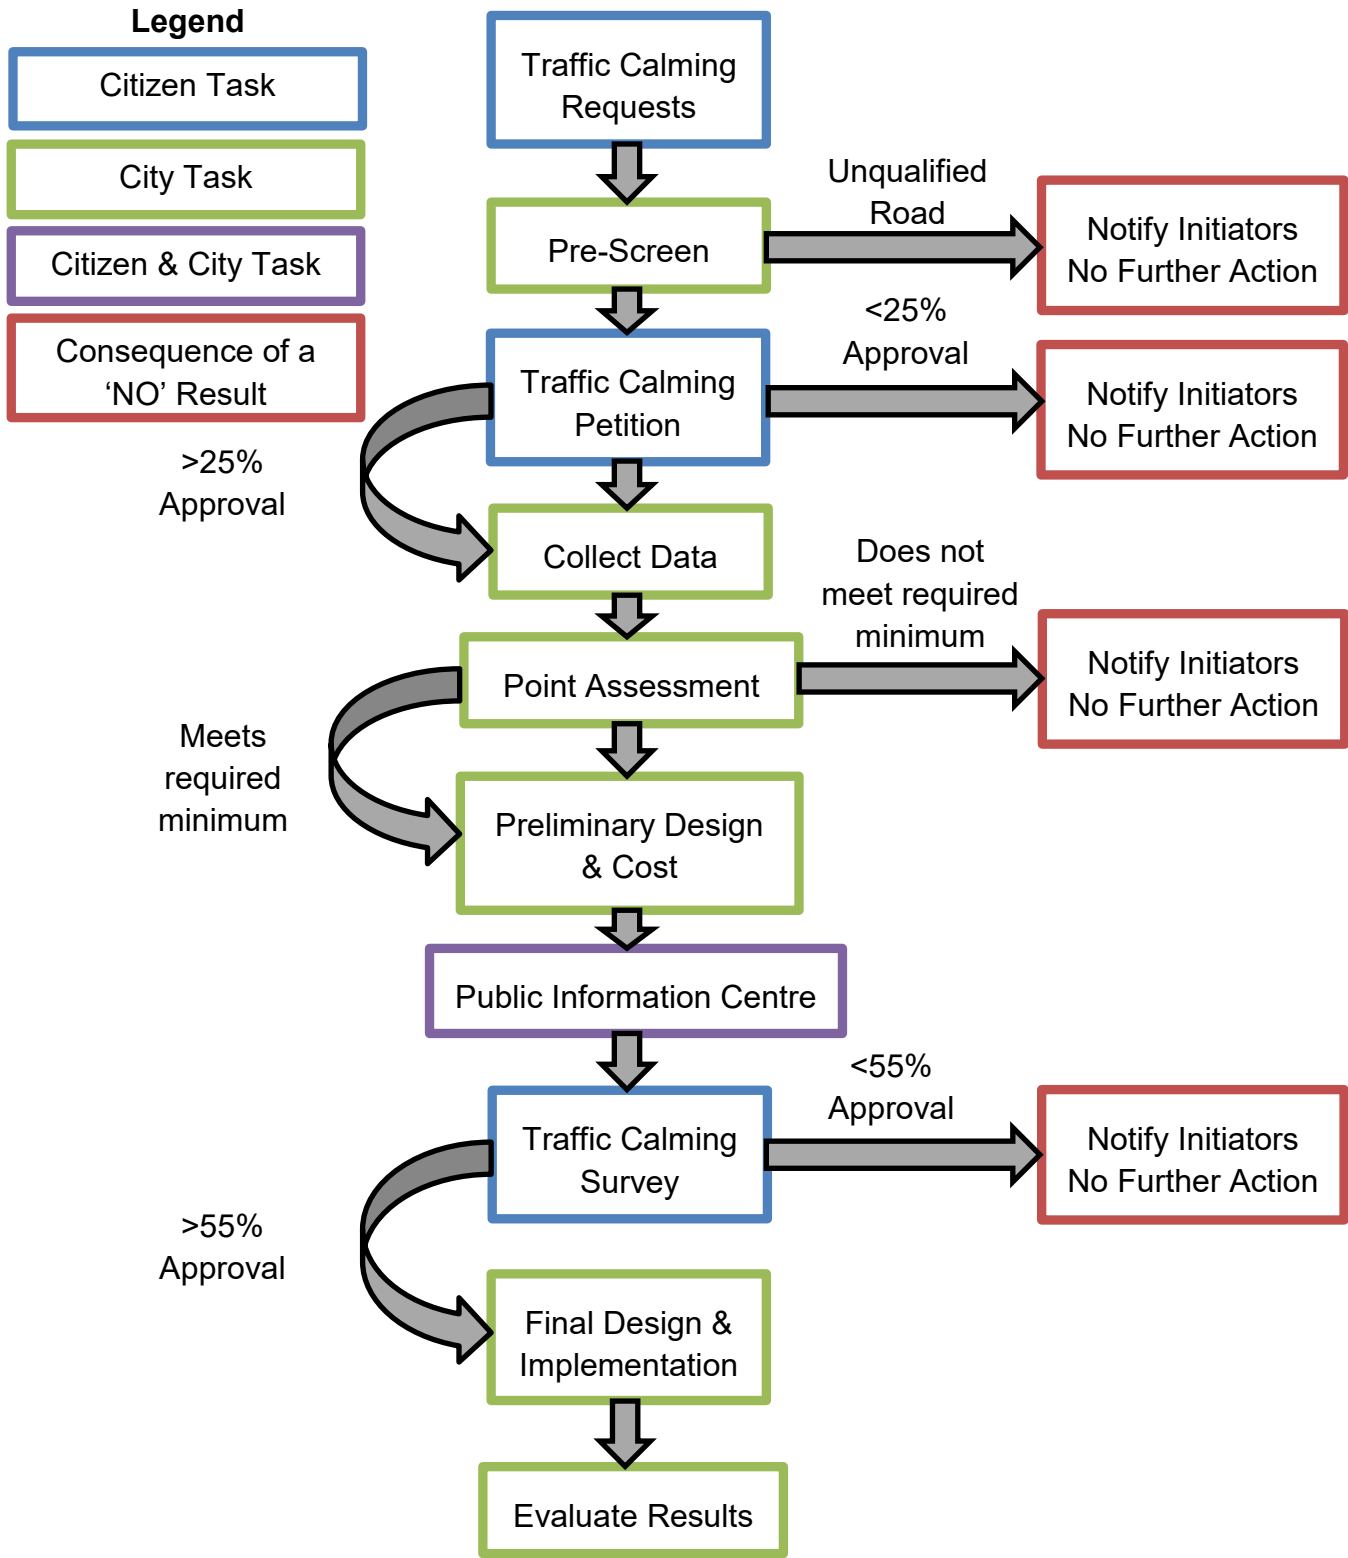 Legend
Citizen Task
City Task
Citizen & City Task
Consequence of a
‘NO’ Result
Traffic Calming
Requests
Unqualified
Road
Pre-Screen
Notify Initiators
No Further Action
<25%
Approval
Traffic Calming
Petition
Notify Initiators
No Further Action
>25%
Approval
Collect Data
Does not
meet required
minimum
Point Assessment
Notify Initiators
No Further Action
Meets
required
minimum
Preliminary Design
& Cost
Public Information Centre
<55%
Approval
Traffic Calming
Survey
Notify Initiators
No Further Action
>55%
Approval
Final Design &
Implementation
Evaluate Results